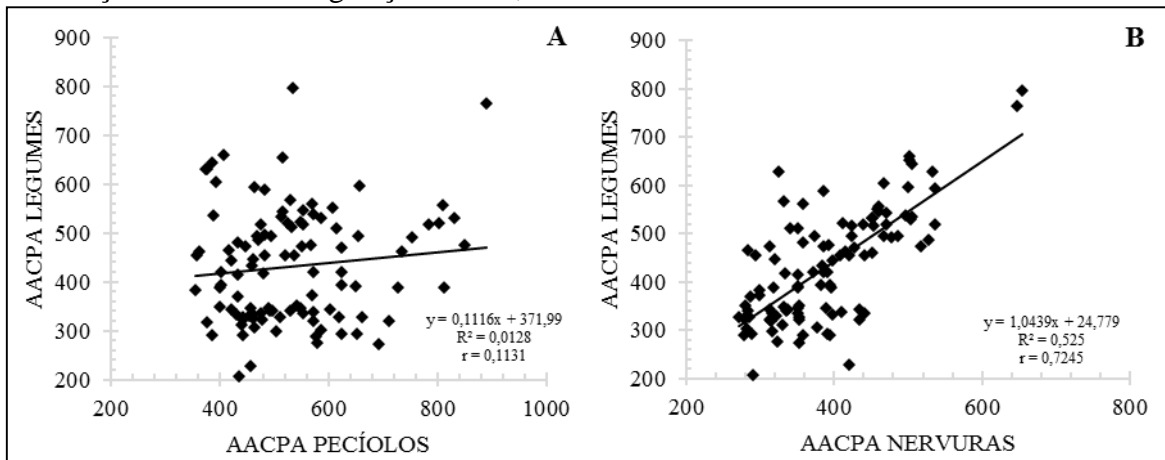 A
900
800
700
600
500
400
300
200
AACPA LEGUMES
200 400 600 800 1000
AACPA PECÍOLOS
y = 0,1116x + 371,99
R² = 0,0128
r = 0,1131
B
900
800
700
600
500
400
300
200
AACPA LEGUMES
200 400 600 800
AACPA NERVURAS
y = 1,0439x + 24,779
R² = 0,525
r = 0,7245